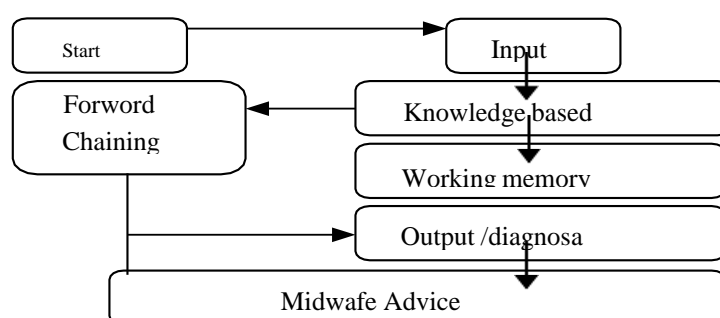 Start
Input
Forword
Chaining
Knowledge based
Working memory
Output /diagnosa
Midwafe Advice